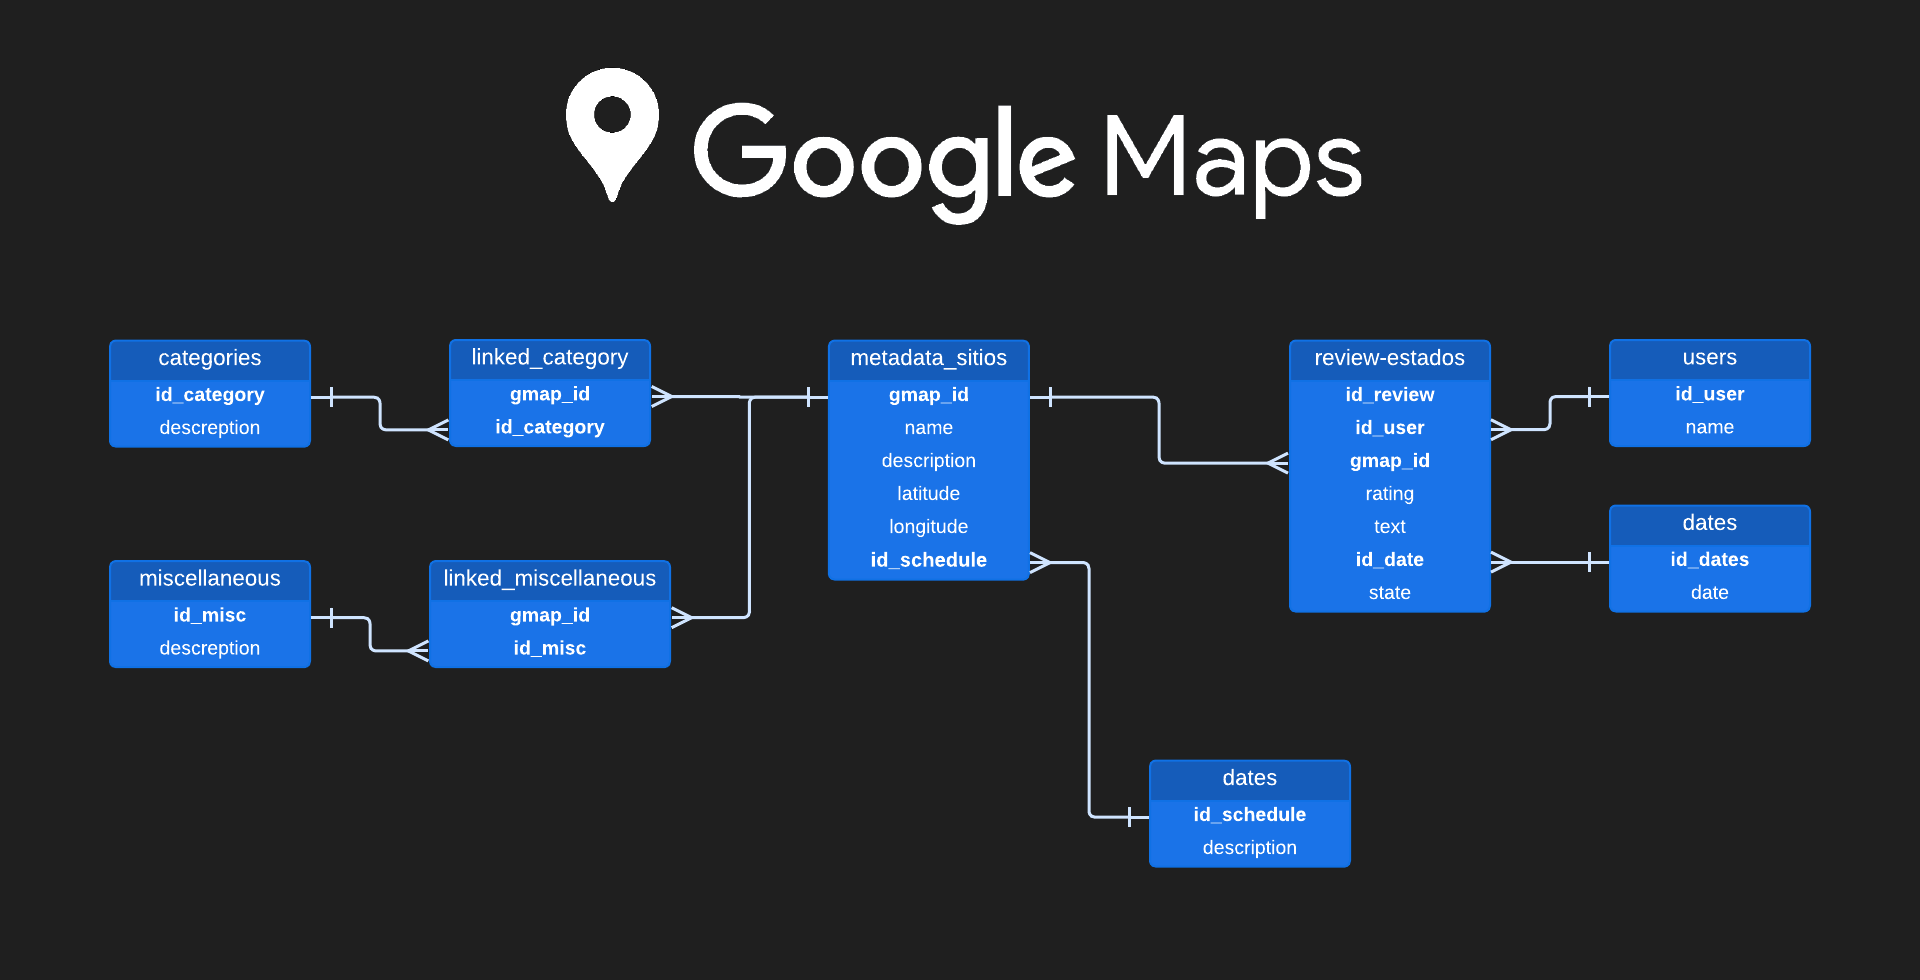 Google Maps
categories
id_category
descreption
linked_category
gmap_id
id_category
metadata_sitios
gmap_id
name
description
latitude
longitude
id_schedule
review-estados
id_review
id_user
gmap_id
rating
text
id_date
state
users
id_user
name
dates
id_dates
date
miscellaneous
id_misc
descreption
linked_miscellaneous
gmap_id
id_misc
dates
id_schedule
description